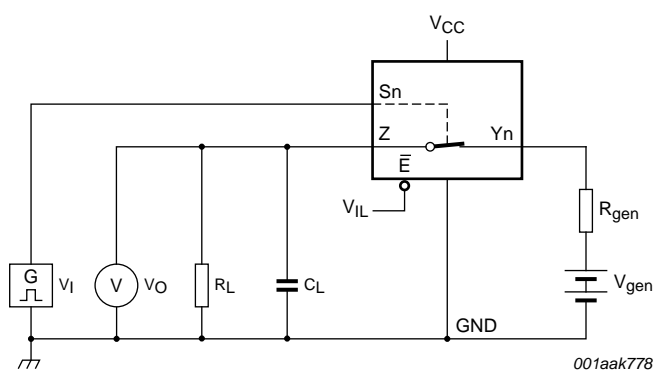 VCC
Sn
Z
Yn
E̅
VIL
Rgen
G
VI
V
VO
RL
CL
Vgen
GND
001aak778